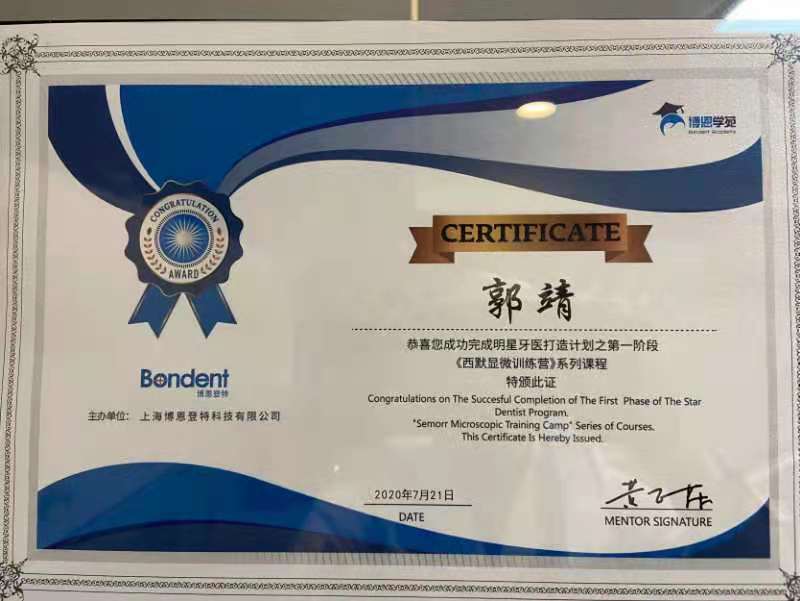 博恩学苑
Bondent Academy
CONGRATULATION
AWARD
CERTIFICATE
郭靖
恭喜您成功完成明星牙医打造计划之第一阶段
《西默显微训练营》系列课程
特颁此证
Congratulations on The Succesful Completion of The First Phase of The Star
Dentist Program.
"Semorr Microscopic Training Camp" Series of Courses.
This Certificate Is Hereby Issued.
Bondent
博恩登特
主办单位：上海博恩登特科技有限公司
2020年7月21日
DATE
MENTOR SIGNATURE